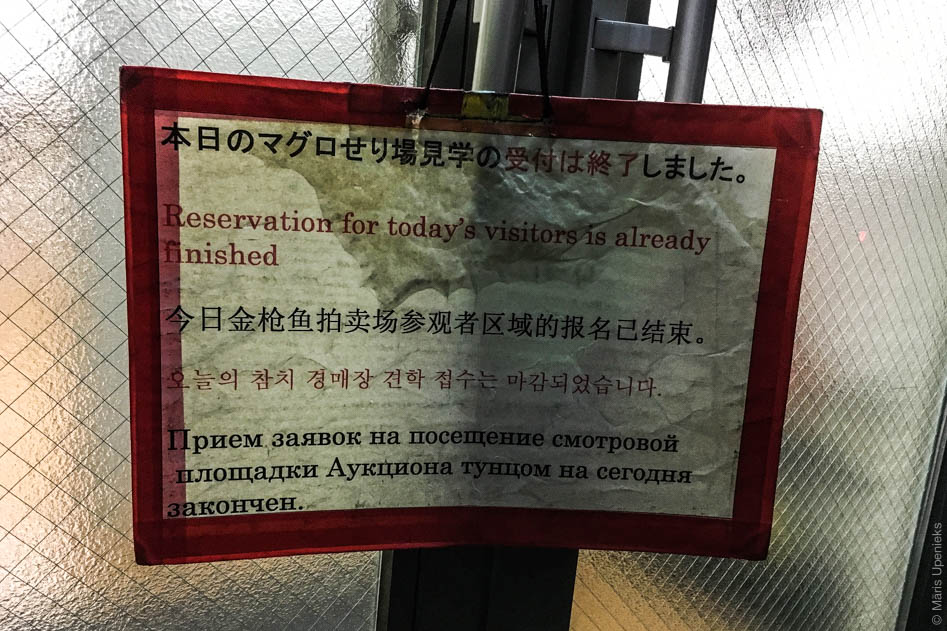 本日のマグロせり場見学の受付は終了しました。
Reservation for today's visitors is already
finished
今日金枪鱼拍卖场参观者区域的报名已结束。
오늘의 참치 경매장 견학 접수는 마감되었습니다.
Прием заявок на посещение смотровой
площадки Аукциона тунцом на сегодня
закончен.
© Māris Upenieks